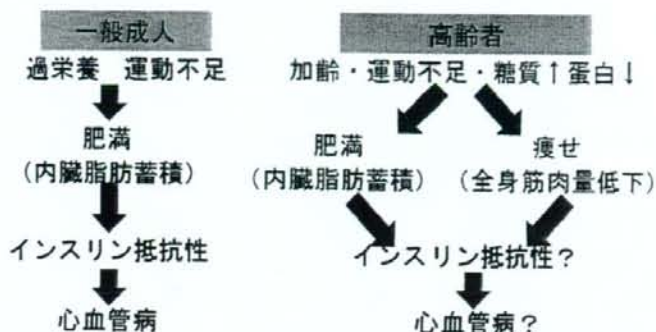 一般成人
過栄養 運動不足
肥満
(内臓脂肪蓄積)
インスリン抵抗性
心血管病
高齢者
加齢・運動不足・糖質↑蛋白↓
肥満
(内臓脂肪蓄積)
痩せ
(全身筋肉量低下)
インスリン抵抗性?
心血管病?